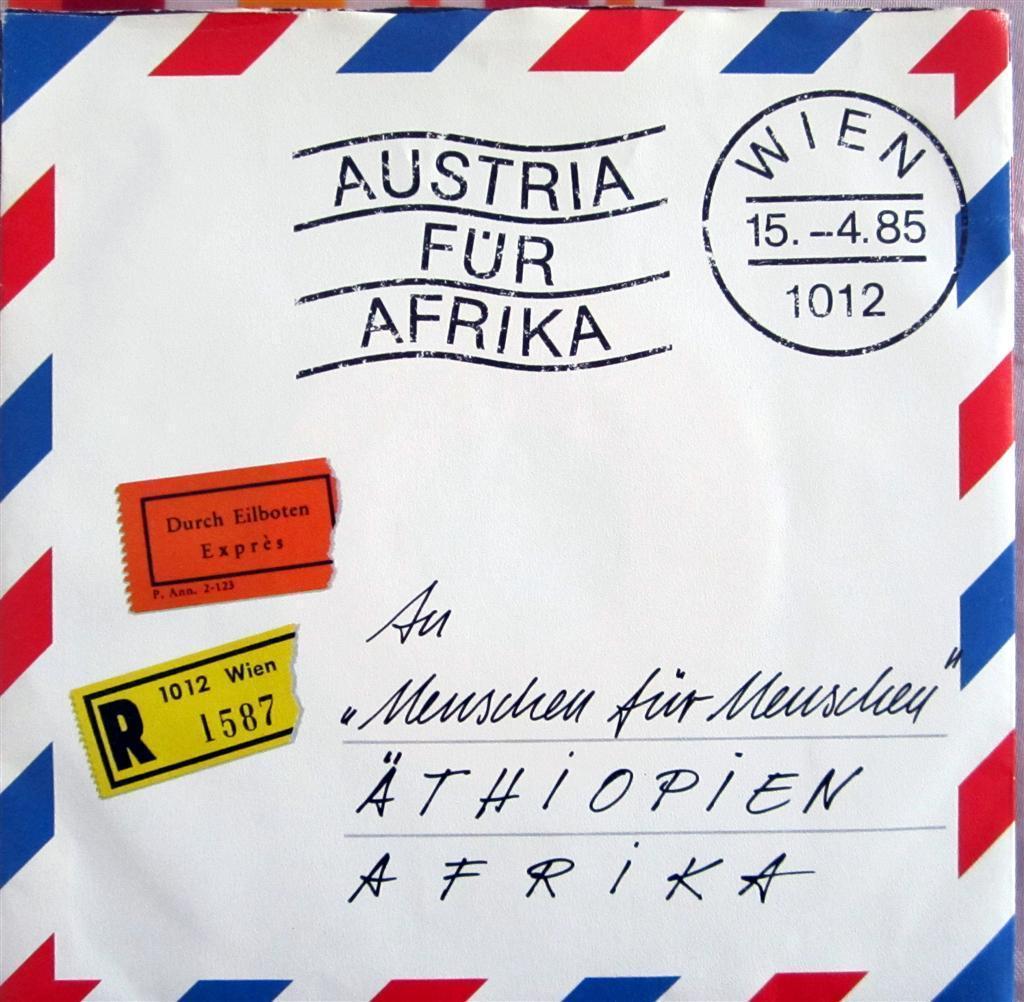 AUSTRIA
FÜR
AFRIKA
WIEN
15.–4.85
1012
Durch Eilboten
Exprès
P. Ann. 2-123
R 1012 Wien
1587
An
„Menschen für Menschen"
ÄTHIOPIEN
AFRIKA